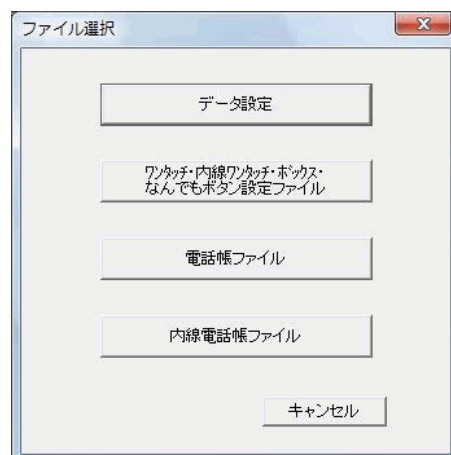 ファイル選択
データ設定
ワンタッチ・内線ワンタッチ・ボックス・
なんでもボタン設定ファイル
電話帳ファイル
内線電話帳ファイル
キャンセル